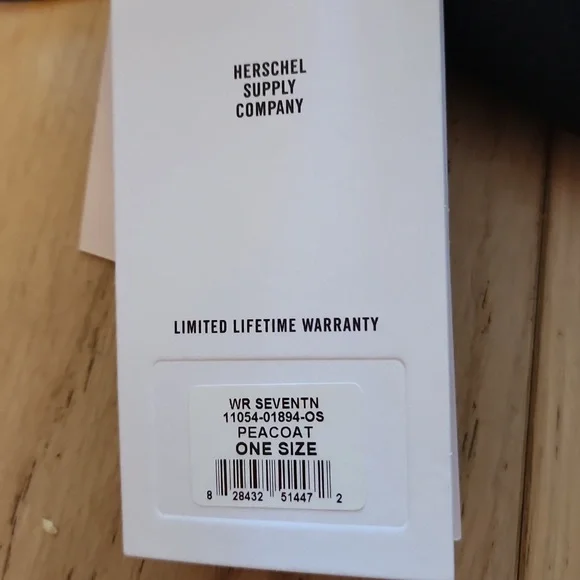 HERSCHEL
SUPPLY
COMPANY
LIMITED LIFETIME WARRANTY
WR SEVENTN
11054-01894-OS
PEACOAT
ONE SIZE
8 28432 51447 2